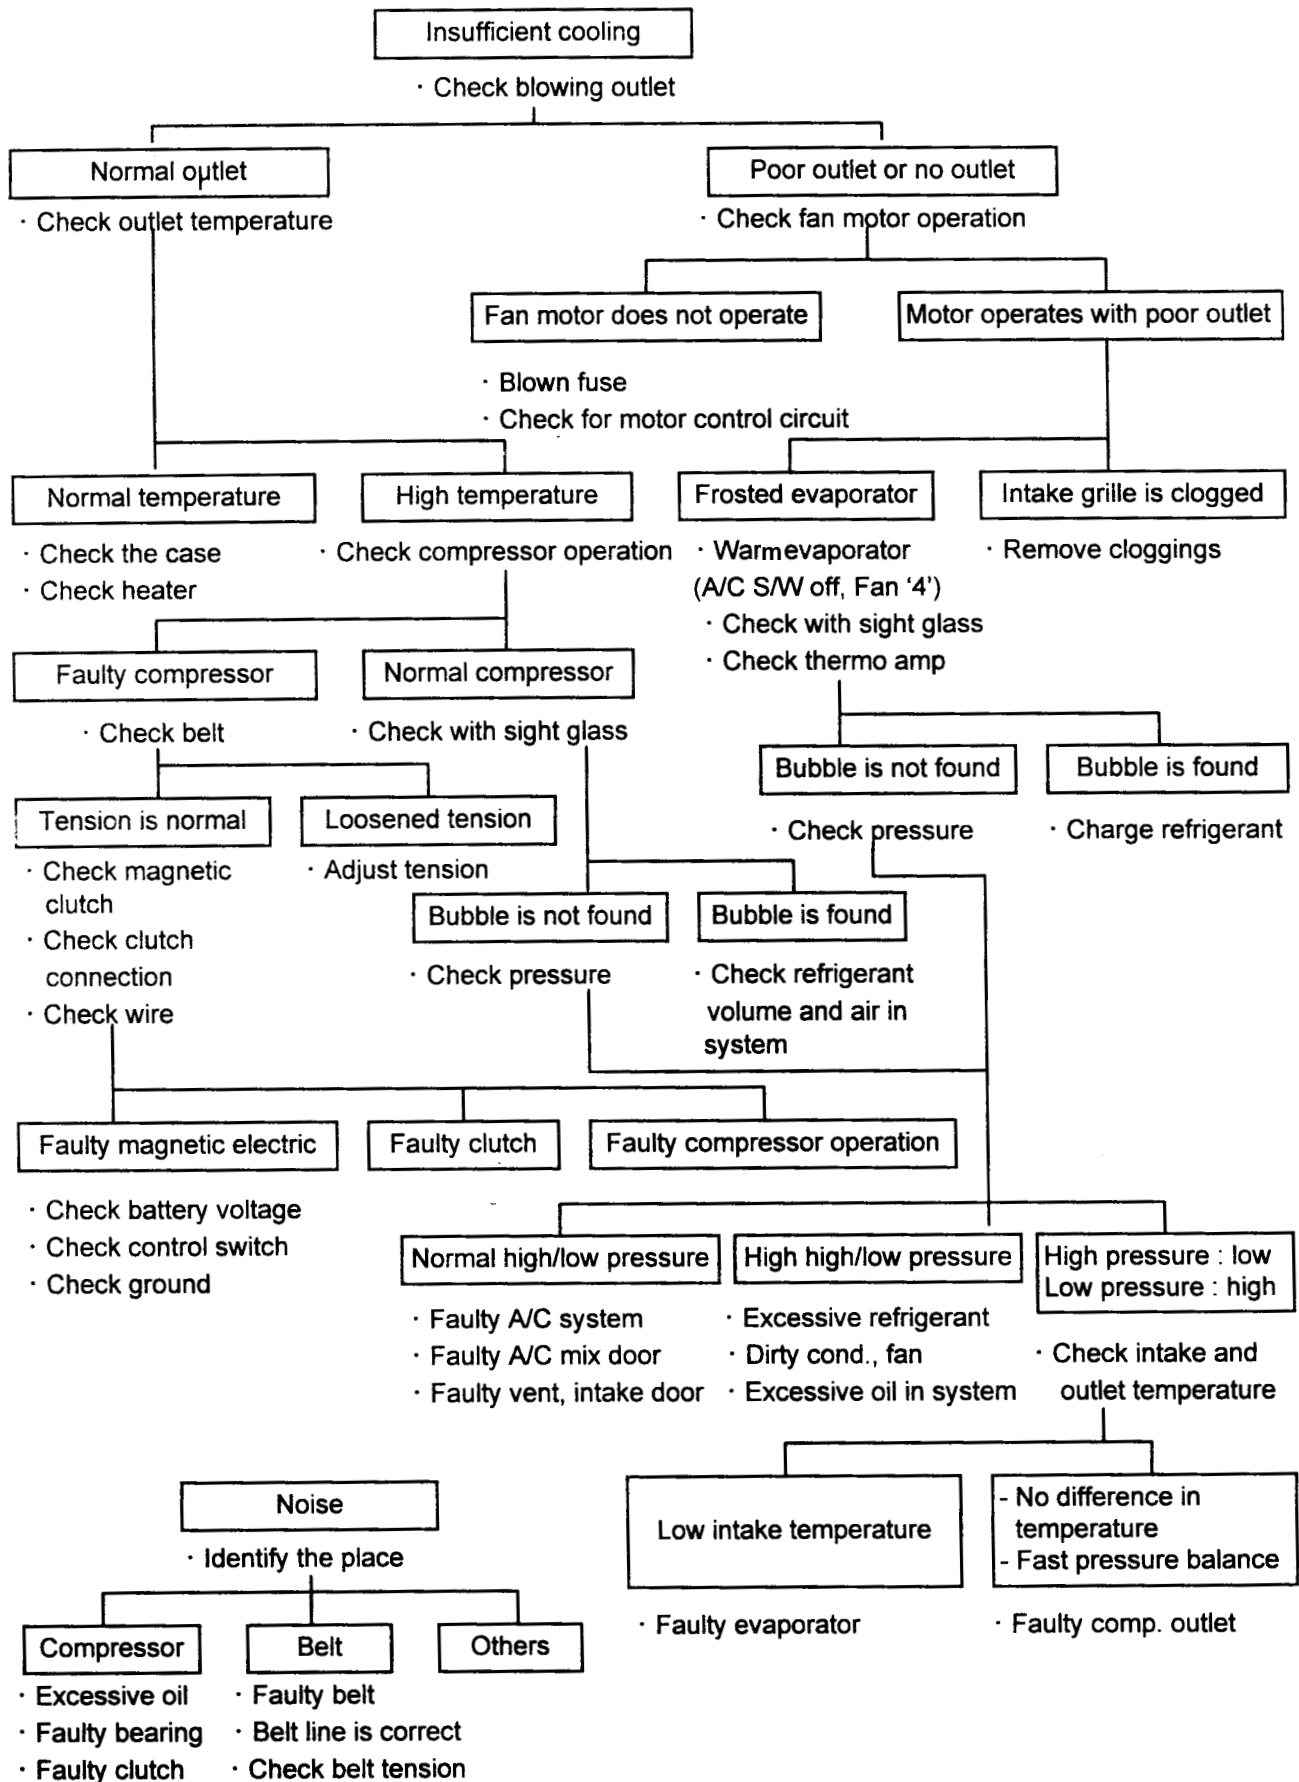 Insufficient cooling
· Check blowing outlet
Normal outlet
Poor outlet or no outlet
· Check outlet temperature
· Check fan motor operation
Fan motor does not operate
Motor operates with poor outlet
· Blown fuse
· Check for motor control circuit
Normal temperature
High temperature
Frosted evaporator
Intake grille is clogged
· Check the case
· Check heater
· Check compressor operation
· Warm evaporator
(A/C S/W off, Fan ‘4’)
· Check with sight glass
· Check thermo amp
· Remove cloggings
Faulty compressor
Normal compressor
· Check belt
· Check with sight glass
Bubble is not found
Bubble is found
· Check pressure
· Charge refrigerant
Tension is normal
Loosened tension
· Check magnetic
clutch
· Check clutch
connection
· Check wire
· Adjust tension
Bubble is not found
Bubble is found
· Check pressure
· Check refrigerant
volume and air in
system
Faulty magnetic electric
Faulty clutch
Faulty compressor operation
· Check battery voltage
· Check control switch
· Check ground
Normal high/low pressure
High high/low pressure
High pressure : low
Low pressure : high
· Faulty A/C system
· Faulty A/C mix door
· Faulty vent, intake door
· Excessive refrigerant
· Dirty cond., fan
· Excessive oil in system
· Check intake and
outlet temperature
Low intake temperature
- No difference in
temperature
- Fast pressure balance
· Faulty evaporator
· Faulty comp. outlet
Noise
· Identify the place
Compressor
Belt
Others
· Excessive oil
· Faulty bearing
· Faulty clutch
· Faulty belt
· Belt line is correct
· Check belt tension